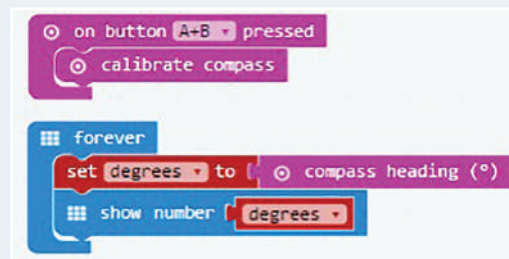 on button A+B pressed
calibrate compass
forever
set degrees to compass heading (°)
show number degrees